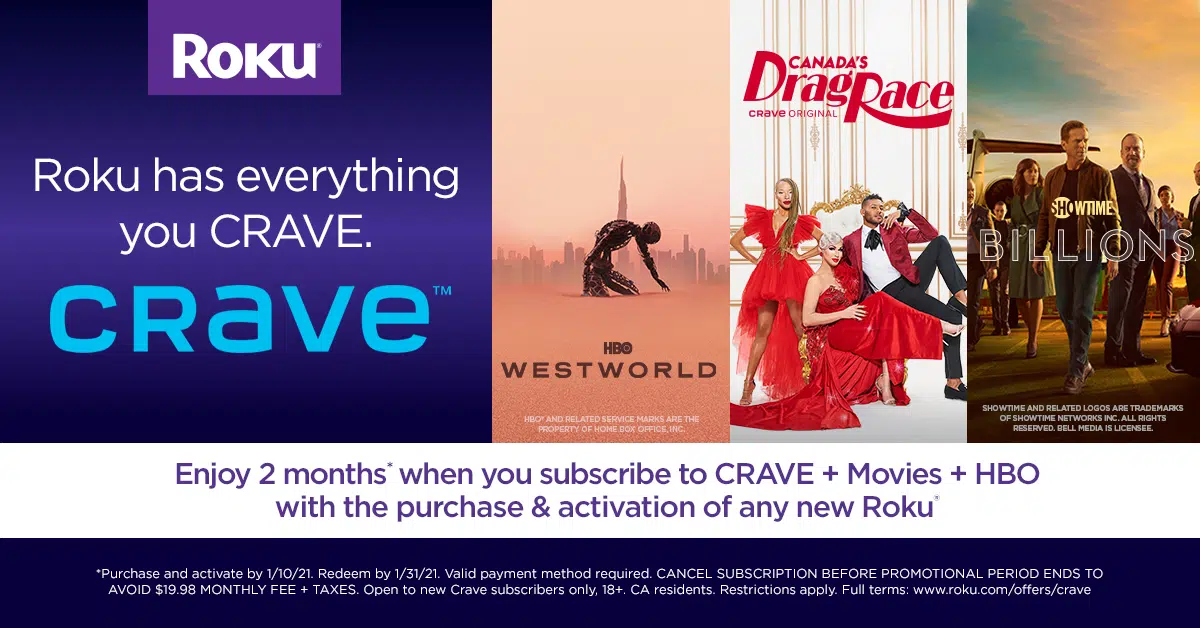 Roku®
Roku has everything
you CRAVE.
crave™
HBO
WESTWORLD
HBO® AND RELATED SERVICE MARKS ARE THE
PROPERTY OF HOME BOX OFFICE, INC.
CANADA'S
Drag Race
crave ORIGINAL
SHOWTIME
BILLIONS
SHOWTIME AND RELATED LOGOS ARE TRADEMARKS
OF SHOWTIME NETWORKS INC. ALL RIGHTS
RESERVED. BELL MEDIA IS LICENSEE.
Enjoy 2 months* when you subscribe to CRAVE + Movies + HBO
with the purchase & activation of any new Roku®
*Purchase and activate by 1/10/21. Redeem by 1/31/21. Valid payment method required. CANCEL SUBSCRIPTION BEFORE PROMOTIONAL PERIOD ENDS TO
AVOID $19.98 MONTHLY FEE + TAXES. Open to new Crave subscribers only, 18+. CA residents. Restrictions apply. Full terms: www.roku.com/offers/crave